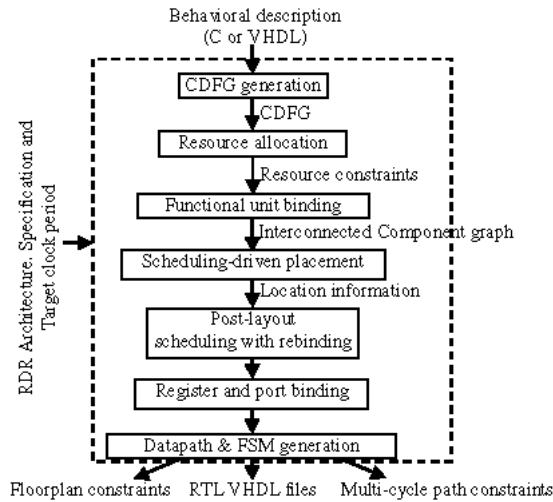 Behavioral description
(C or VHDL)
CDFG generation
CDFG
Resource allocation
Resource constraints
Functional unit binding
Interconnected Component graph
Scheduling-driven placement
Location information
Post-layout
scheduling with rebinding
Register and port binding
Datapath & FSM generation
RDR Architecture, Specification and
Target clock period
Floorplan constraints
RTL VHDL files
Multi-cycle path constraints